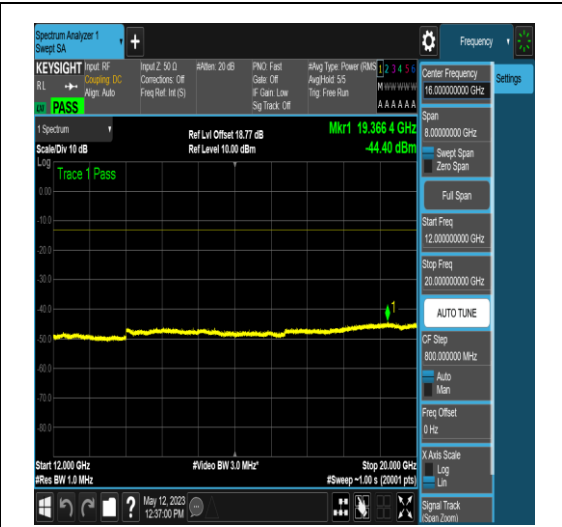 Spectrum Analyzer 1
Swept SA
Frequency
KEYSIGHT
RL
Input: RF
Coupling: DC
Align: Auto
Input Z: 50 Ω
Corrections: Off
Freq Ref: Int (S)
#Atten: 20 dB
PNO: Fast
Gate: Off
IF Gain: Low
Sig Track: Off
#Avg Type: Power (RMS
Avg|Hold: 5/5
Trig: Free Run
1 2 3 4 5 6
M w w w w w
A A A A A A
PASS
1 Spectrum
Scale/Div 10 dB
Ref Lvl Offset 18.77 dB
Ref Level 10.00 dBm
Mkr1 19.366 4 GHz
-44.40 dBm
Log
Trace 1 Pass
0.00
-10.0
-20.0
-30.0
-40.0
-50.0
-60.0
-70.0
-80.0
1
Start 12.000 GHz
#Res BW 1.0 MHz
#Video BW 3.0 MHz*
Stop 20.000 GHz
#Sweep ~1.00 s (20001 pts)
Center Frequency
16.000000000 GHz
Settings
Span
8.00000000 GHz
Swept Span
Zero Span
Full Span
Start Freq
12.000000000 GHz
Stop Freq
20.000000000 GHz
AUTO TUNE
CF Step
800.000000 MHz
Auto
Man
Freq Offset
0 Hz
X Axis Scale
Log
Lin
Signal Track
(Span Zoom)
May 12, 2023
12:37:00 PM